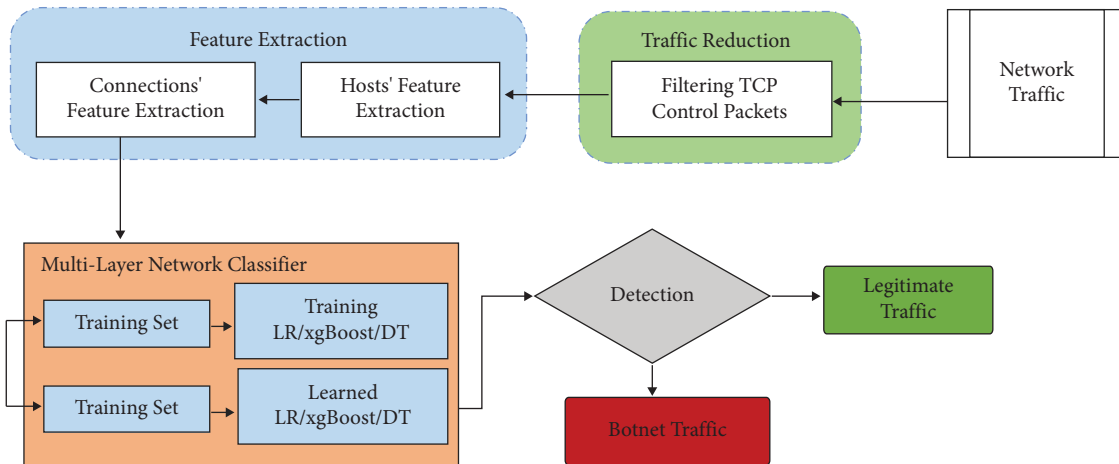 Feature Extraction
Connections'
Feature Extraction
Hosts' Feature
Extraction
Traffic Reduction
Filtering TCP
Control Packets
Network
Traffic
Multi-Layer Network Classifier
Training Set
Training
LR/xgBoost/DT
Training Set
Learned
LR/xgBoost/DT
Detection
Legitimate
Traffic
Botnet Traffic